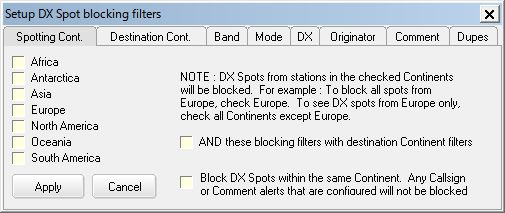 Setup DX Spot blocking filters
Spotting Cont.
Destination Cont.
Band
Mode
DX
Originator
Comment
Dupes
Africa
Antarctica
Asia
Europe
North America
Oceania
South America
Apply
Cancel
NOTE : DX Spots from stations in the checked Continents
will be blocked. For example : To block all spots from
Europe, check Europe. To see DX spots from Europe only,
check all Continents except Europe.
AND these blocking filters with destination Continent filters
Block DX Spots within the same Continent. Any Callsign
or Comment alerts that are configured will not be blocked